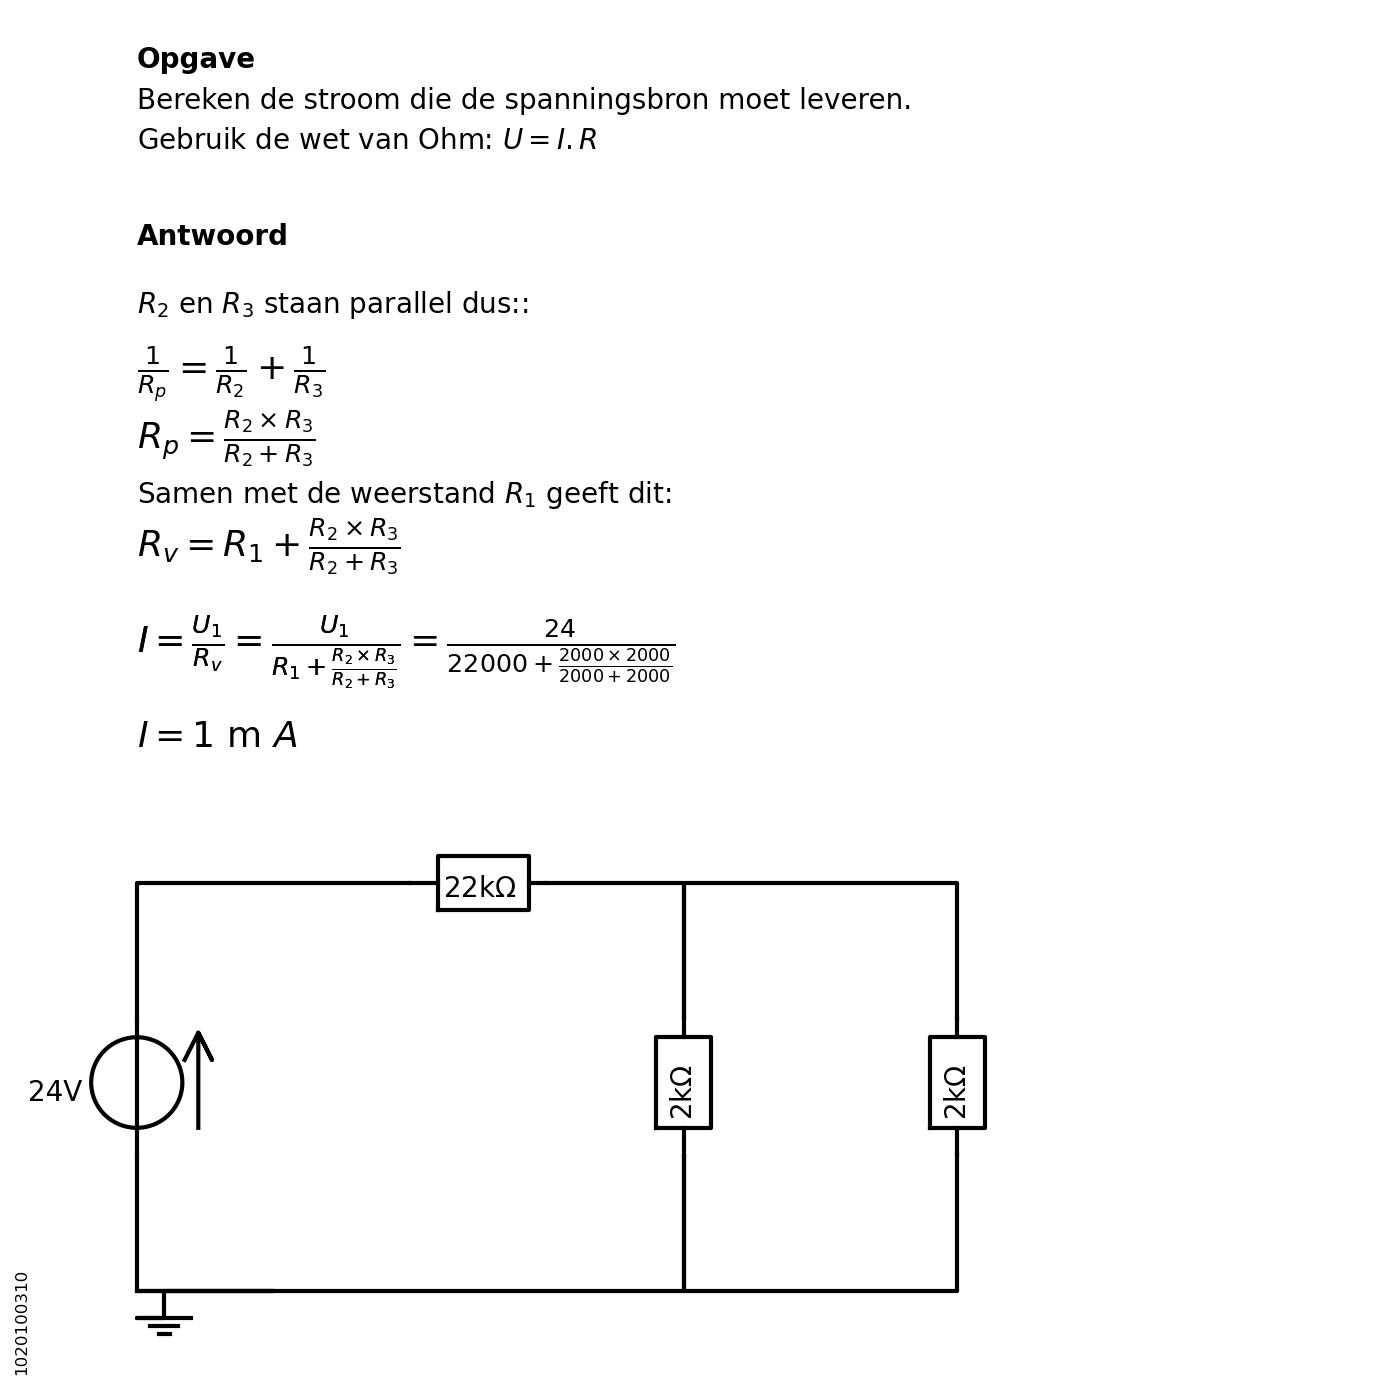 Opgave
Bereken de stroom die de spanningsbron moet leveren.
Gebruik de wet van Ohm: $U = I.R$
Antwoord
$R_2$ en $R_3$ staan parallel dus::
$\frac{1}{R_p} = \frac{1}{R_2} + \frac{1}{R_3}$
$R_p = \frac{R_2 \times R_3}{R_2 + R_3}$
Samen met de weerstand $R_1$ geeft dit:
$R_v = R_1 + \frac{R_2 \times R_3}{R_2 + R_3}$
$I = \frac{U_1}{R_v} = \frac{U_1}{R_1 + \frac{R_2 \times R_3}{R_2 + R_3}} = \frac{24}{22000 + \frac{2000 \times 2000}{2000 + 2000}}$
$I = 1$ m $A$
22kΩ
24V
2kΩ
2kΩ
1020100310